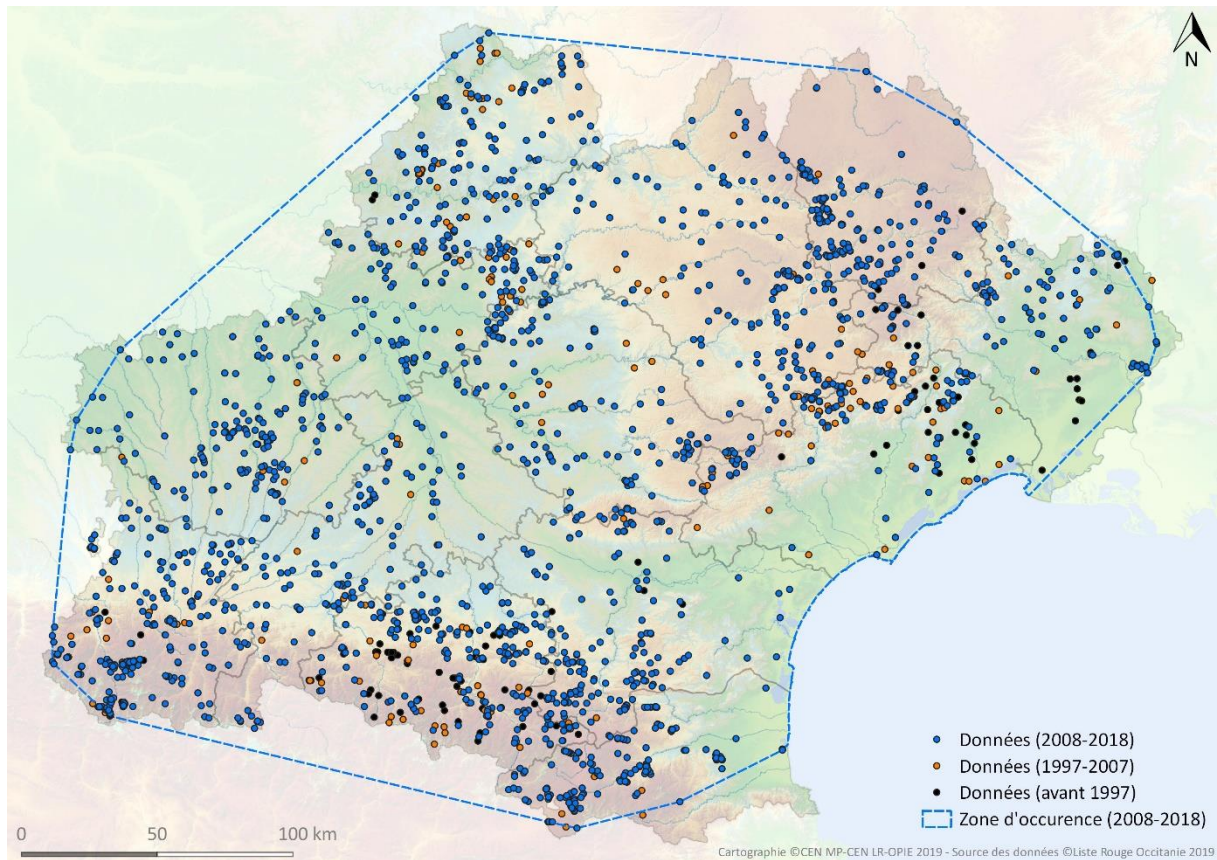 N
Données (2008-2018)
Données (1997-2007)
Données (avant 1997)
Zone d'occurence (2008-2018)
0 50 100 km
Cartographie ©CEN MP-CEN LR-OPIE 2019 - Source des données ©Liste Rouge Occitanie 2019